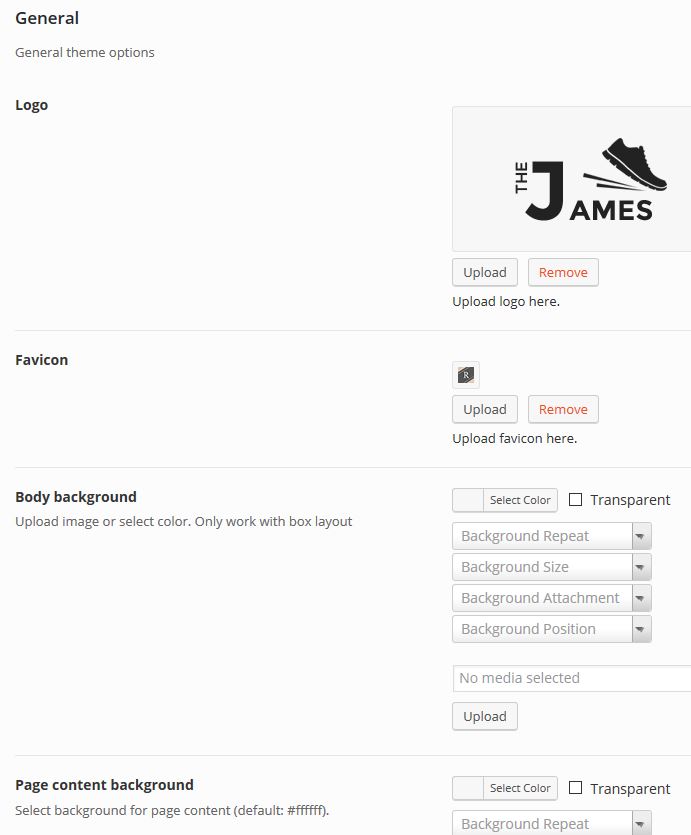 General
General theme options
Logo
THE
JAMES
Upload Remove
Upload logo here.
Favicon
R
Upload Remove
Upload favicon here.
Body background
Upload image or select color. Only work with box layout
Select Color Transparent
Background Repeat
Background Size
Background Attachment
Background Position
No media selected
Upload
Page content background
Select background for page content (default: #ffffff).
Select Color Transparent
Background Repeat